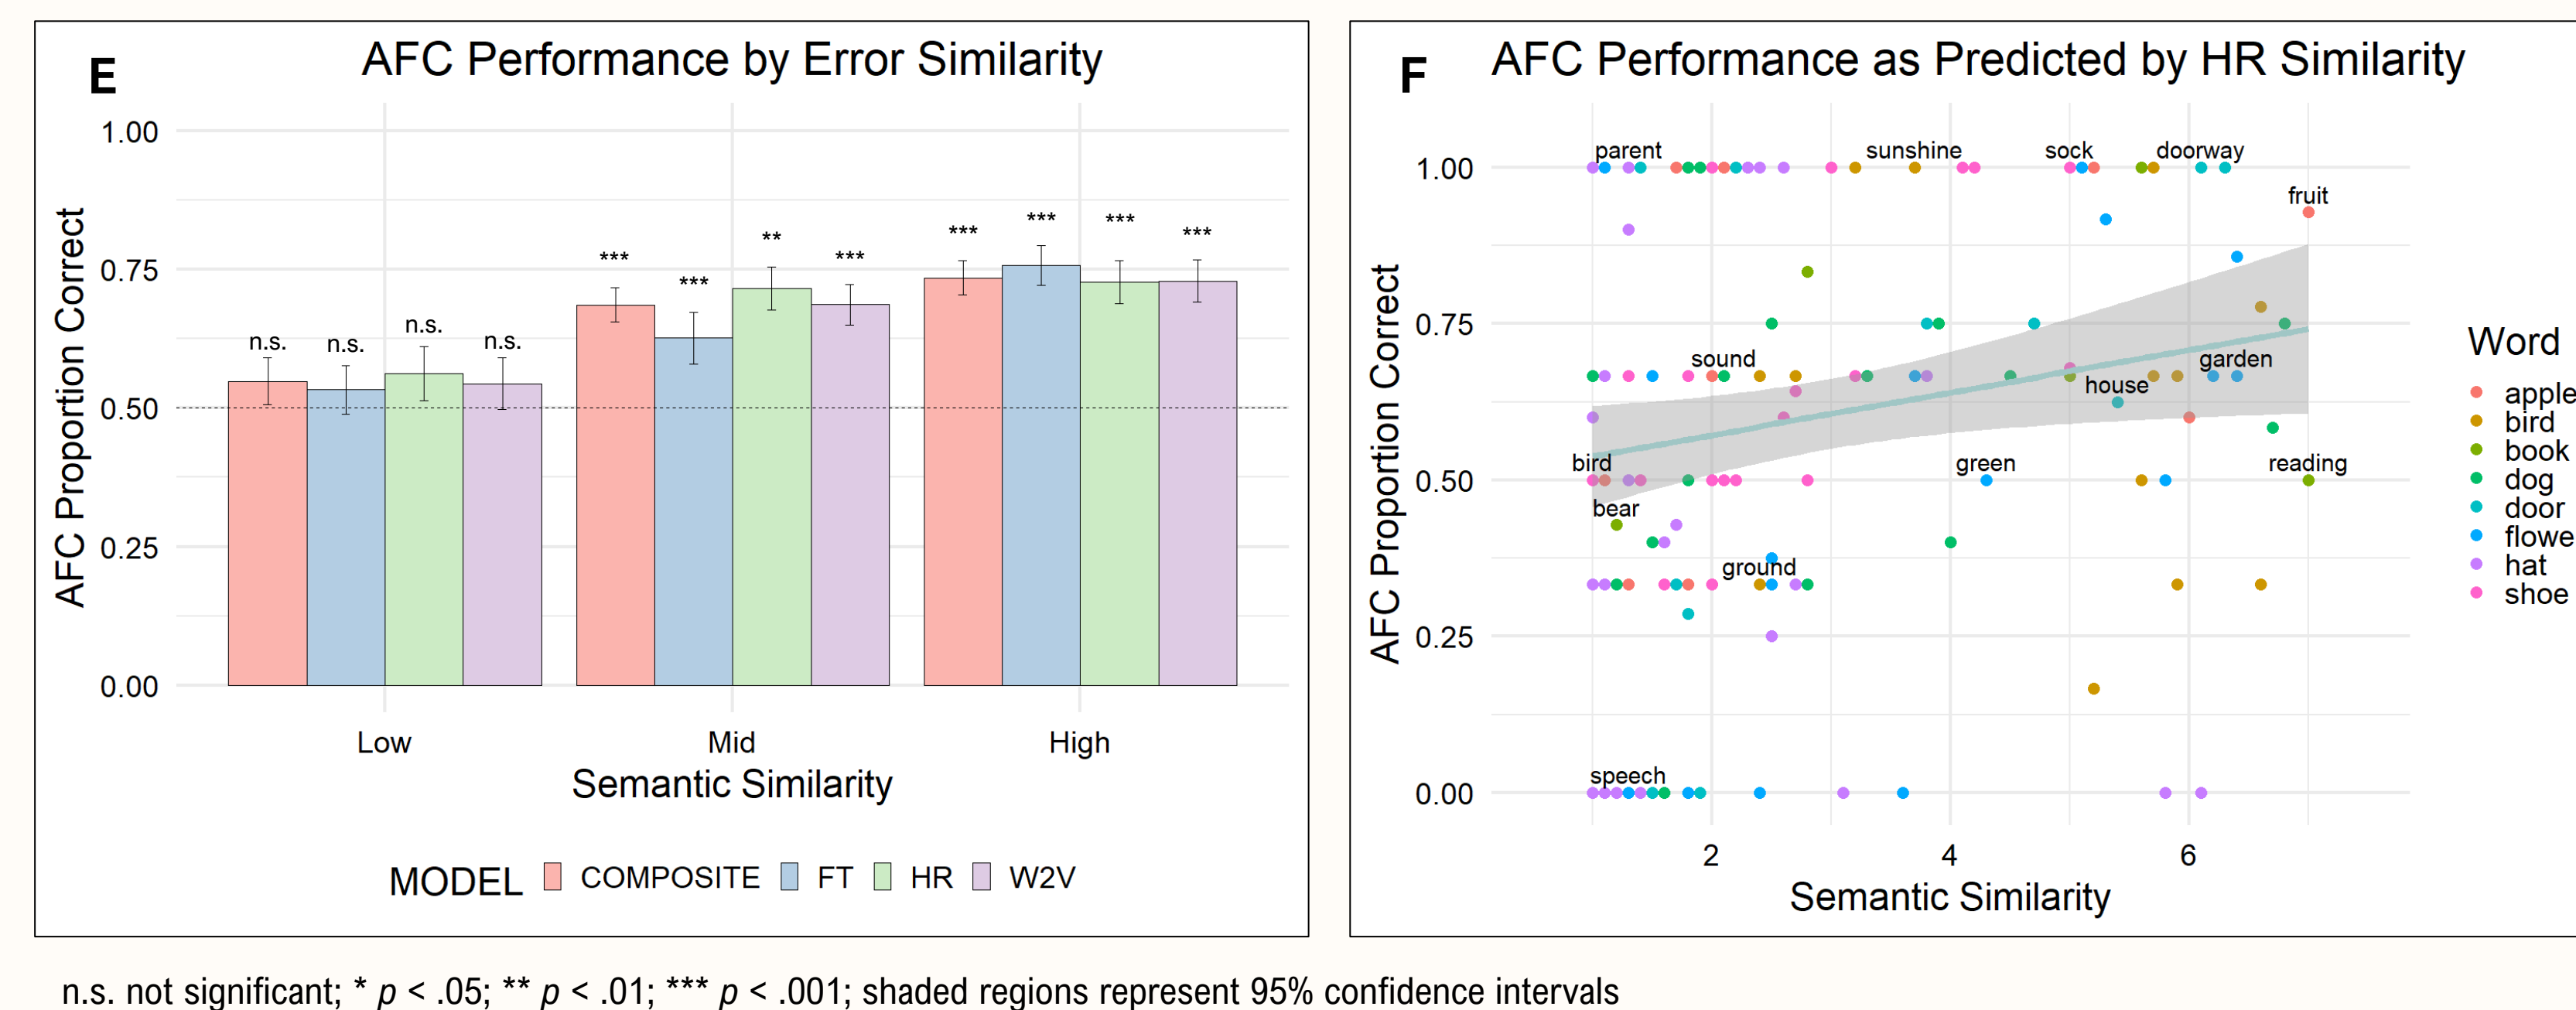 E
AFC Performance by Error Similarity
AFC Proportion Correct
1.00
0.75
0.50
0.25
0.00
n.s.
n.s.
n.s.
n.s.
***
***
**
***
***
***
***
***
Low
Mid
High
Semantic Similarity
MODEL COMPOSITE FT HR W2V
F
AFC Performance as Predicted by HR Similarity
AFC Proportion Correct
1.00
0.75
0.50
0.25
0.00
parent
sunshine
sock
doorway
fruit
sound
garden
house
bird
green
reading
bear
ground
speech
2
4
6
Semantic Similarity
Word
apple
bird
book
dog
door
flowe
hat
shoe
n.s. not significant; * p < .05; ** p < .01; *** p < .001; shaded regions represent 95% confidence intervals